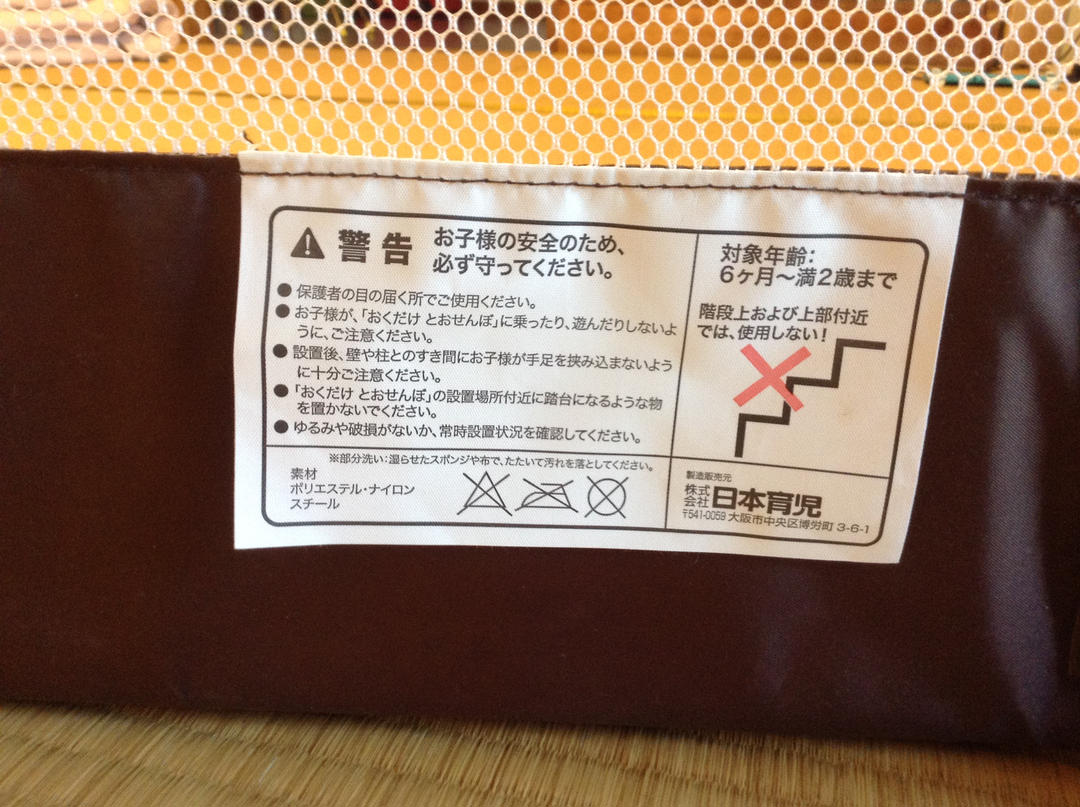 警告
お子様の安全のため、
必ず守ってください。
●保護者の目の届く所でご使用ください。
●お子様が、「おくだけ とおせんぼ」に乗ったり、遊んだりしないよ
うに、ご注意ください。
●設置後、壁や柱とのすき間にお子様が手足を挟み込まないよう
に十分ご注意ください。
●「おくだけ とおせんぼ」の設置場所付近に踏台になるような物
を置かないでください。
●ゆるみや破損がないか、常時設置状況を確認してください。
対象年齢:
6ヶ月〜満2歳まで
階段上および上部付近
では、使用しない!
※部分洗い:湿らせたスポンジや布で、たたいて汚れを落としてください。
素材
ポリエステル・ナイロン
スチール
製造販売元
株式会社 日本育児
〒541-0059 大阪市中央区博労町 3-6-1